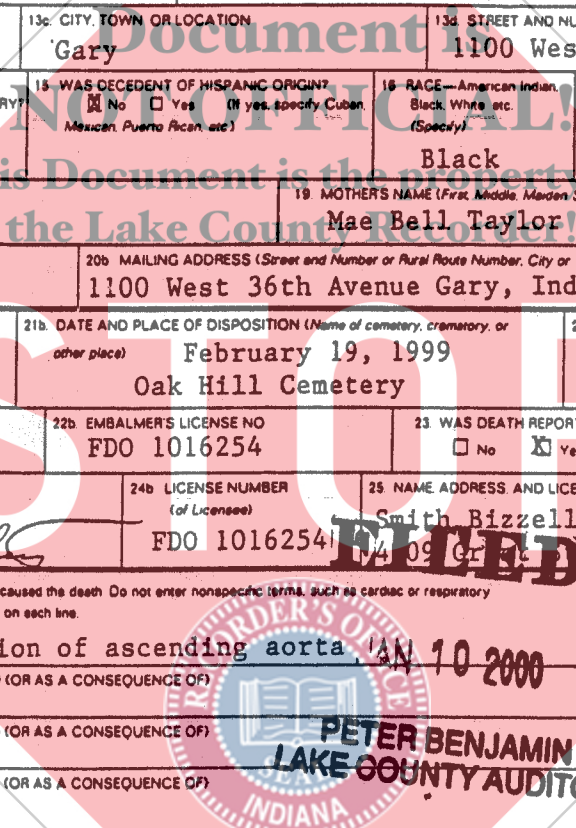 13c. CITY, TOWN OR LOCATION
Gary
13d. STREET AND NU
1100 Wes
Document is
RY?
15. WAS DECEDENT OF HISPANIC ORIGIN?
☒ No ☐ Yes (If yes, specify Cuban,
Mexican, Puerto Rican, etc.)
16. RACE—American Indian,
Black, White etc.
(Specify)
Black
NOT OFFICIAL!
is Document is the property
19. MOTHER'S NAME (First, Middle, Maiden S
Mae Bell Taylor
the Lake County Recorder!
20b. MAILING ADDRESS (Street and Number or Rural Route Number, City or
1100 West 36th Avenue Gary, Ind
21b. DATE AND PLACE OF DISPOSITION (Name of cemetery, crematory, or
other place)
February 19, 1999
Oak Hill Cemetery
STOP
22b. EMBALMER'S LICENSE NO
FDO 1016254
23. WAS DEATH REPOR
☐ No ☒ Ye
24b. LICENSE NUMBER
(of Licensee)
FDO 1016254
25. NAME, ADDRESS, AND LICE
Smith Bizzell
4209 Gr
FILED
caused the death. Do not enter nonspecific terms, such as cardiac or respiratory
on each line.
ion of ascending aorta
JAN 10 2000
(OR AS A CONSEQUENCE OF)
(OR AS A CONSEQUENCE OF)
(OR AS A CONSEQUENCE OF)
PETER BENJAMIN
LAKE COUNTY AUDITO
RECORDER'S OFFICE
SEAL
INDIANA